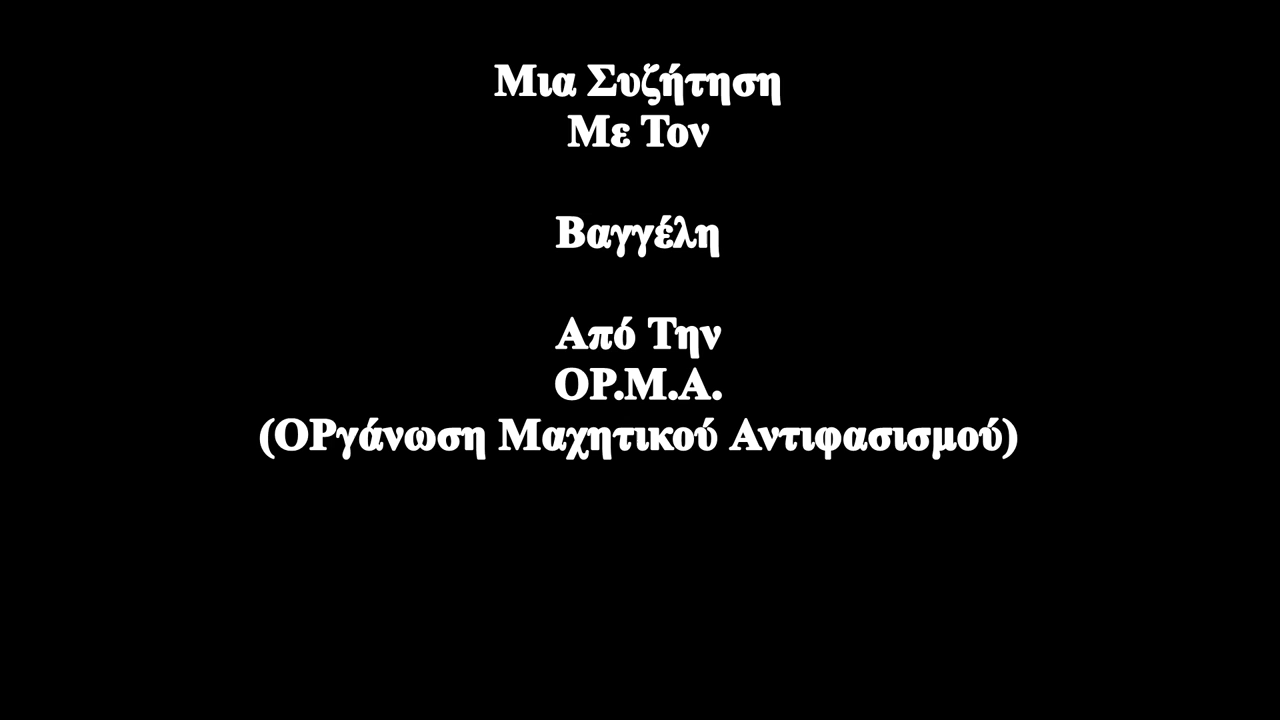 Μια Συζήτηση
Με Τον
Βαγγέλη
Από Την
ΟΡ.Μ.Α.
(ΟΡγάνωση Μαχητικού Αντιφασισμού)